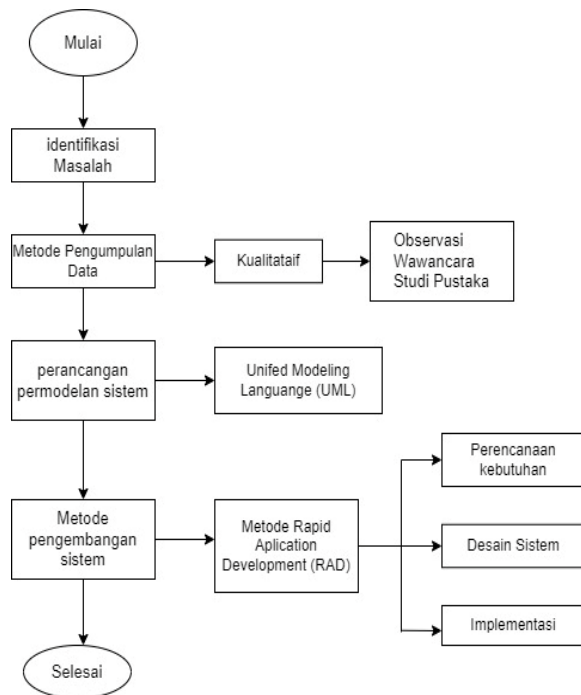 Mulai
identifikasi
Masalah
Metode Pengumpulan
Data
Kualitataif
Observasi
Wawancara
Studi Pustaka
perancangan
permodelan sistem
Unifed Modeling
Languange (UML)
Metode
pengembangan
sistem
Metode Rapid
Aplication
Development (RAD)
Perencanaan
kebutuhan
Desain Sistem
Implementasi
Selesai